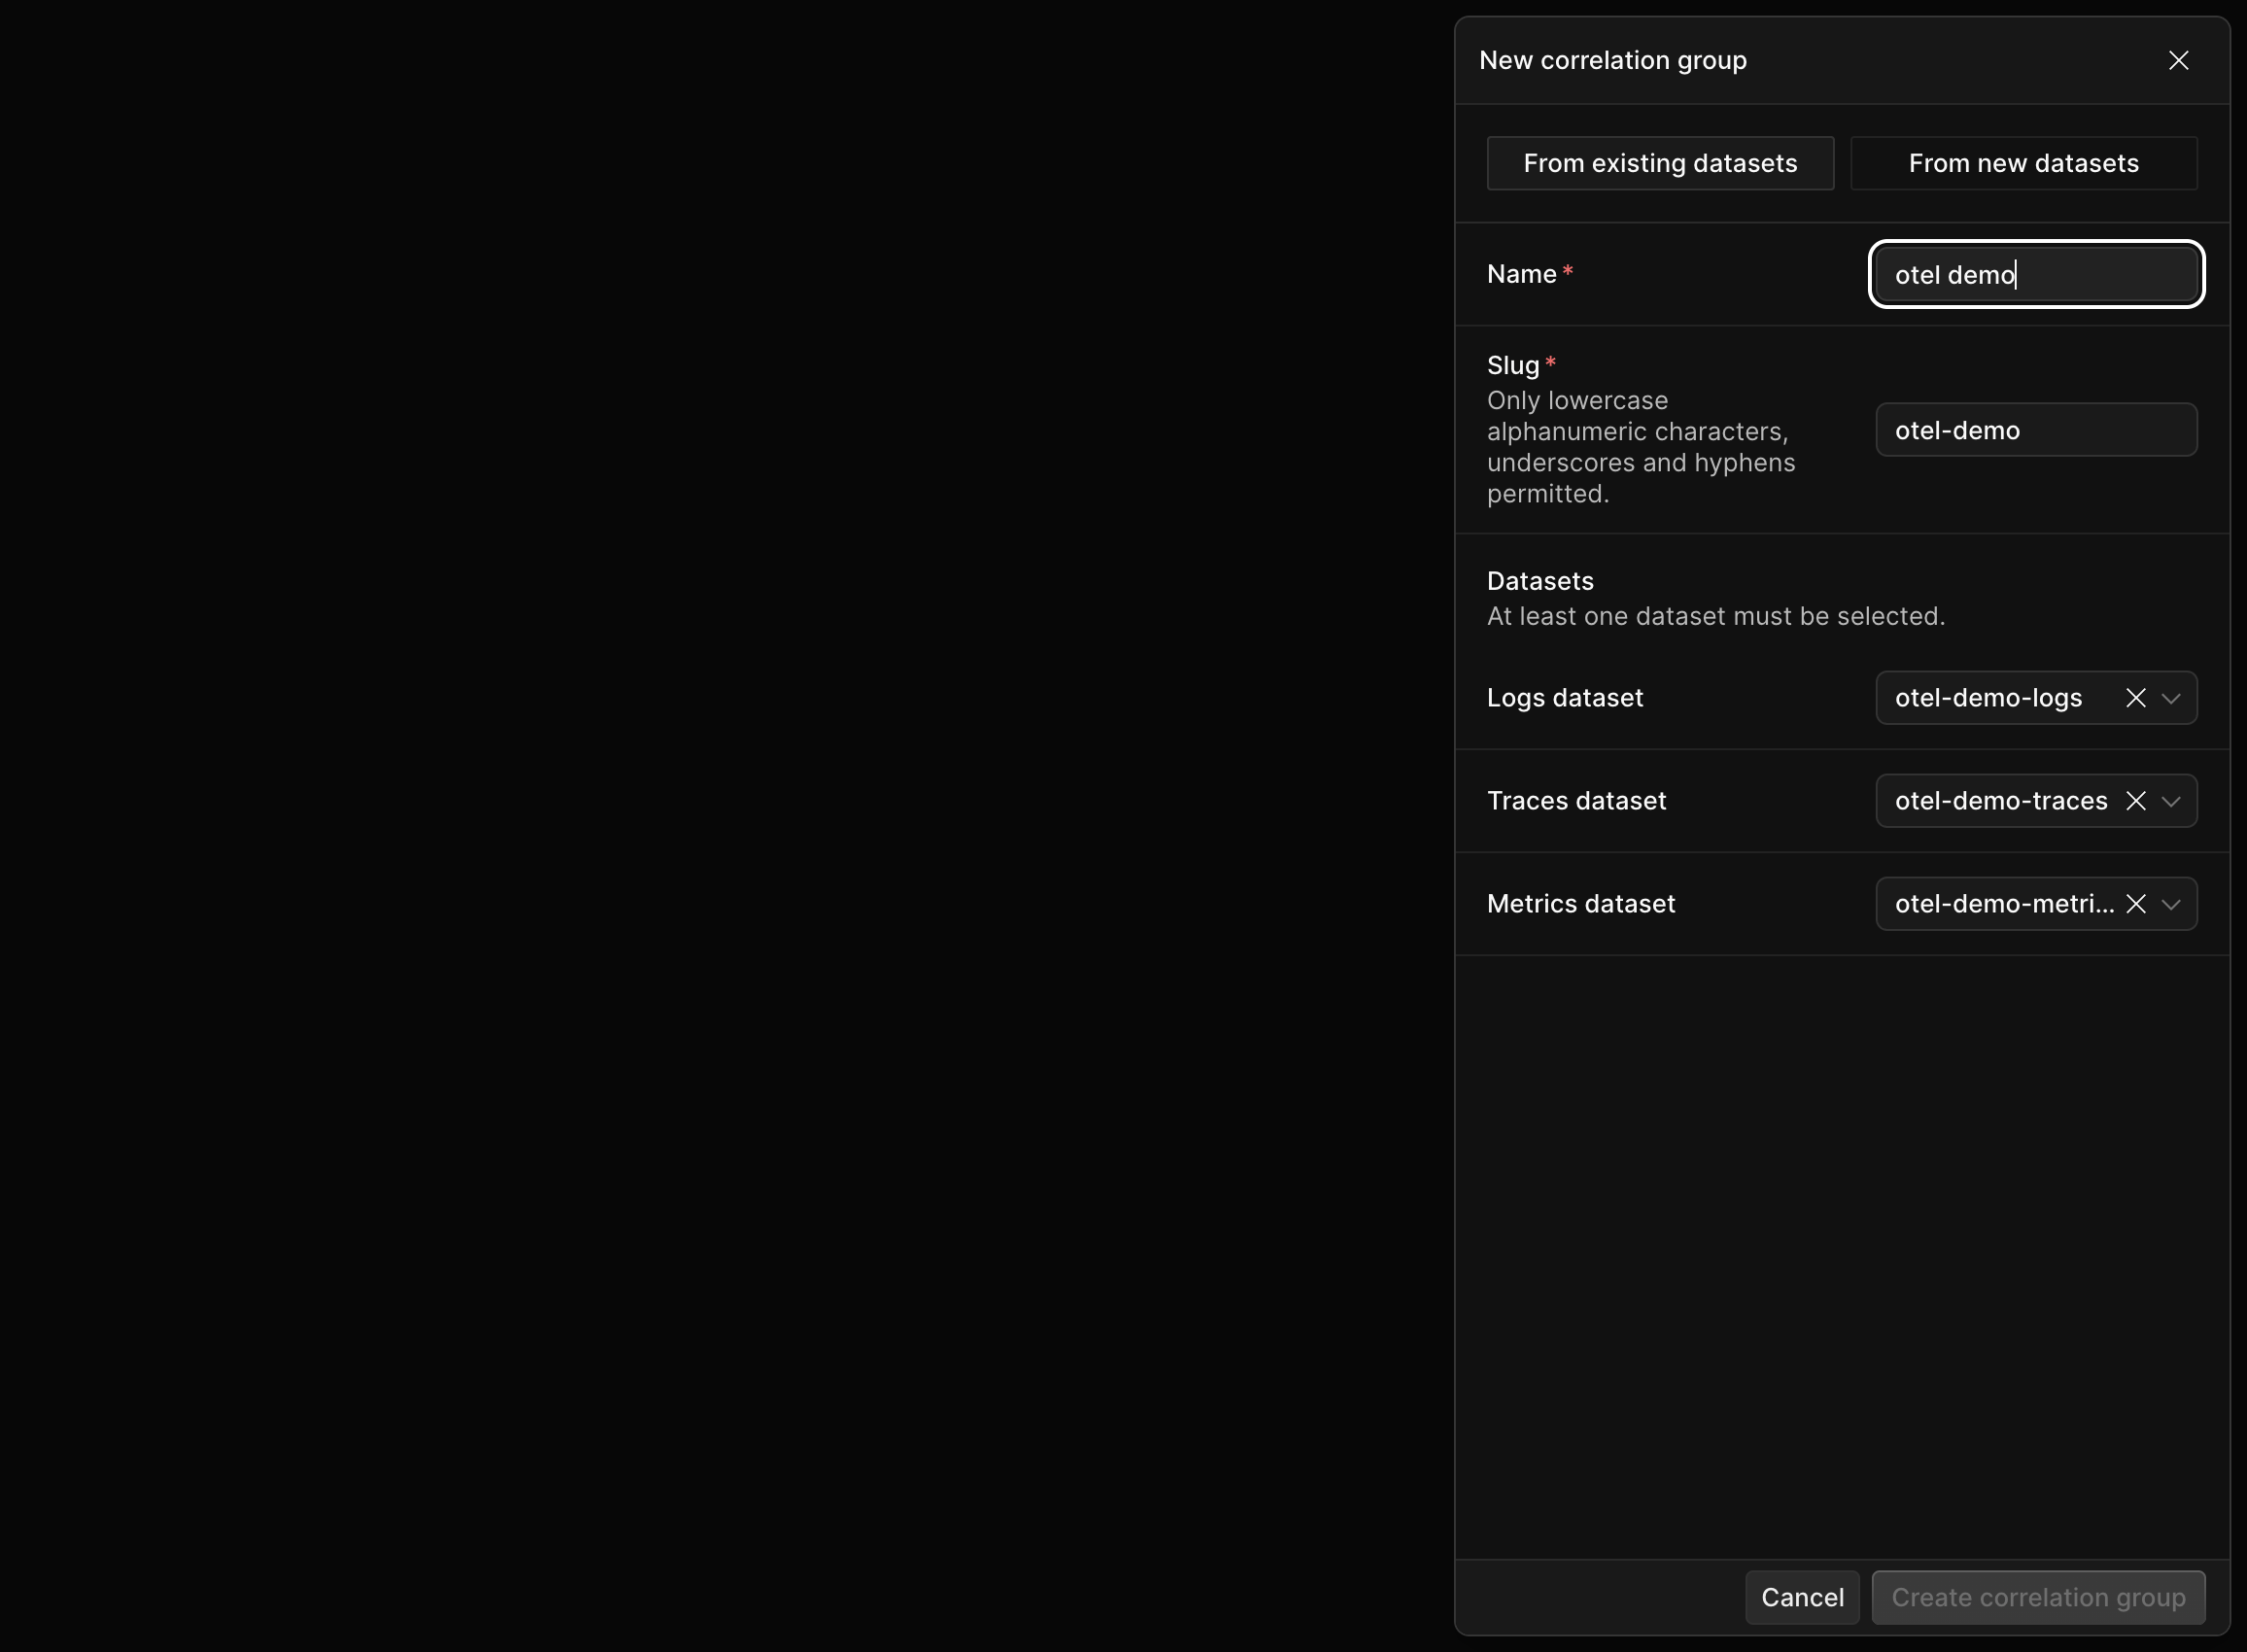 New correlation group
From existing datasets
From new datasets
Name*
otel demo
Slug*
Only lowercase
alphanumeric characters,
underscores and hyphens
permitted.
otel-demo
Datasets
At least one dataset must be selected.
Logs dataset
otel-demo-logs
Traces dataset
otel-demo-traces
Metrics dataset
otel-demo-metri...
Cancel
Create correlation group